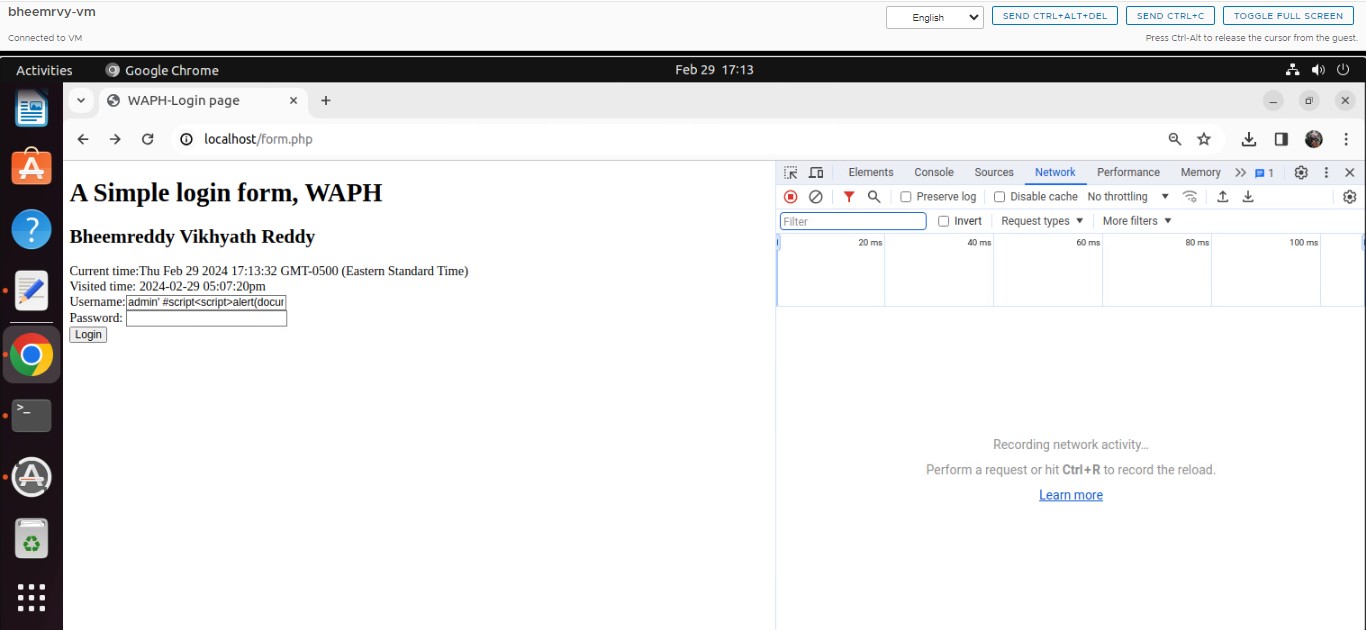 bheemrvy-vm
English
SEND CTRL+ALT+DEL
SEND CTRL+C
TOGGLE FULL SCREEN
Connected to VM
Press Ctrl-Alt to release the cursor from the guest.
Activities
Google Chrome
Feb 29 17:13
WAPH-Login page
localhost/form.php
A Simple login form, WAPH
Bheemreddy Vikhyath Reddy
Current time:Thu Feb 29 2024 17:13:32 GMT-0500 (Eastern Standard Time)
Visited time: 2024-02-29 05:07:20pm
Username: admin' #script<script>alert(docur
Password:
Login
Elements Console Sources Network Performance Memory 1
Preserve log Disable cache No throttling
Filter Invert Request types More filters
20 ms 40 ms 60 ms 80 ms 100 ms
Recording network activity…
Perform a request or hit Ctrl+R to record the reload.
Learn more